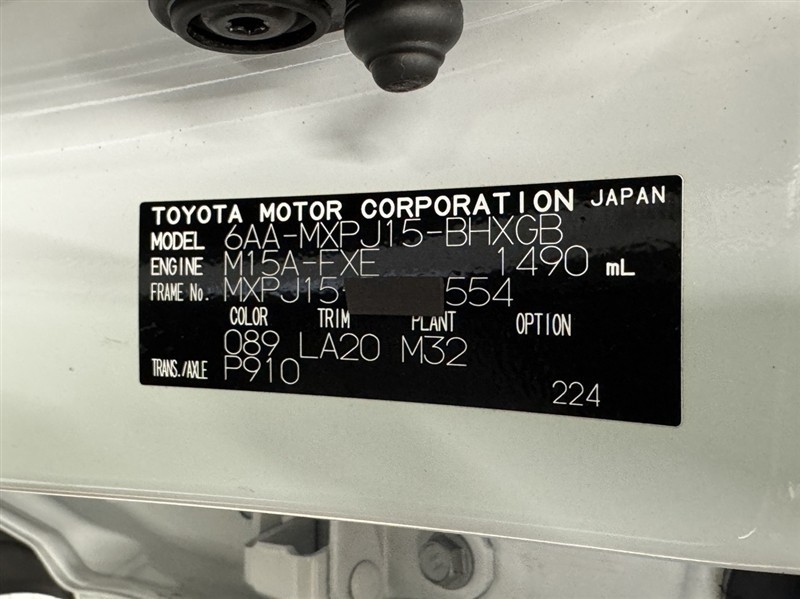 TOYOTA MOTOR CORPORATION JAPAN
MODEL 6AA-MXPJ15-BHXGB
ENGINE M15A-FXE 1490 mL
FRAME No. MXPJ15- 554
COLOR TRIM PLANT OPTION
089 LA20 M32
TRANS./AXLE P910
224